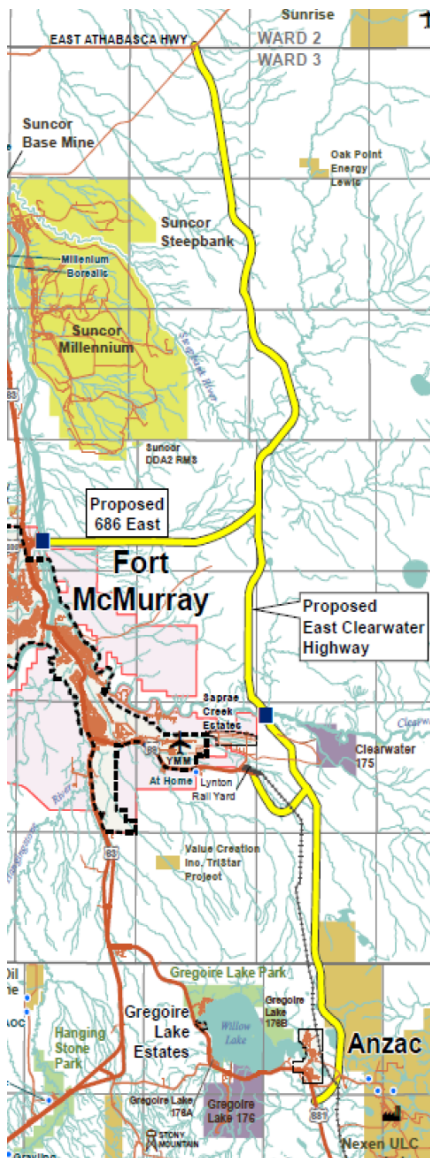 Sunrise
EAST ATHABASCA HWY
WARD 2
WARD 3
Suncor
Base Mine
Oak Point
Energy
Lewis
Suncor
Steepbank
Millenium
Borealis
Suncor
Millennium
Steepbank River
63
Suncor
DDA2 RMS
Proposed
686 East
Fort
McMurray
Proposed
East Clearwater
Highway
Saprae
Creek
Estates
Clearwater
175
YMM
At Home
Lynton
Rail Yard
River
63
Value Creation
Inc. TriStar
Project
Gregoire Lake Park
Gregoire
Lake
Estates
Willow
Lake
Gregoire
Lake
176B
Anzac
Hanging
Stone
Park
Gregoire Lake
176A
Gregoire
Lake 176
881
STONY
MOUNTAIN
Nexen ULC